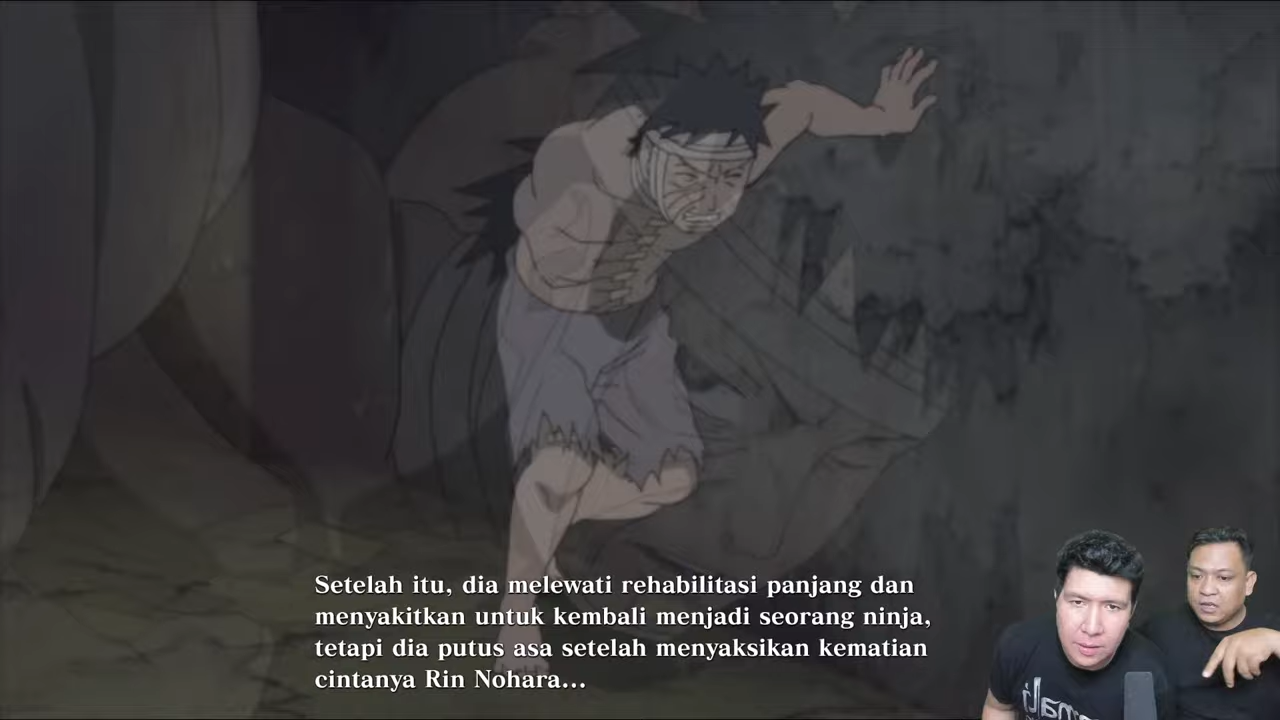 Setelah itu, dia melewati rehabilitasi panjang dan
menyakitkan untuk kembali menjadi seorang ninja,
tetapi dia putus asa setelah menyaksikan kematian
cintanya Rin Nohara...